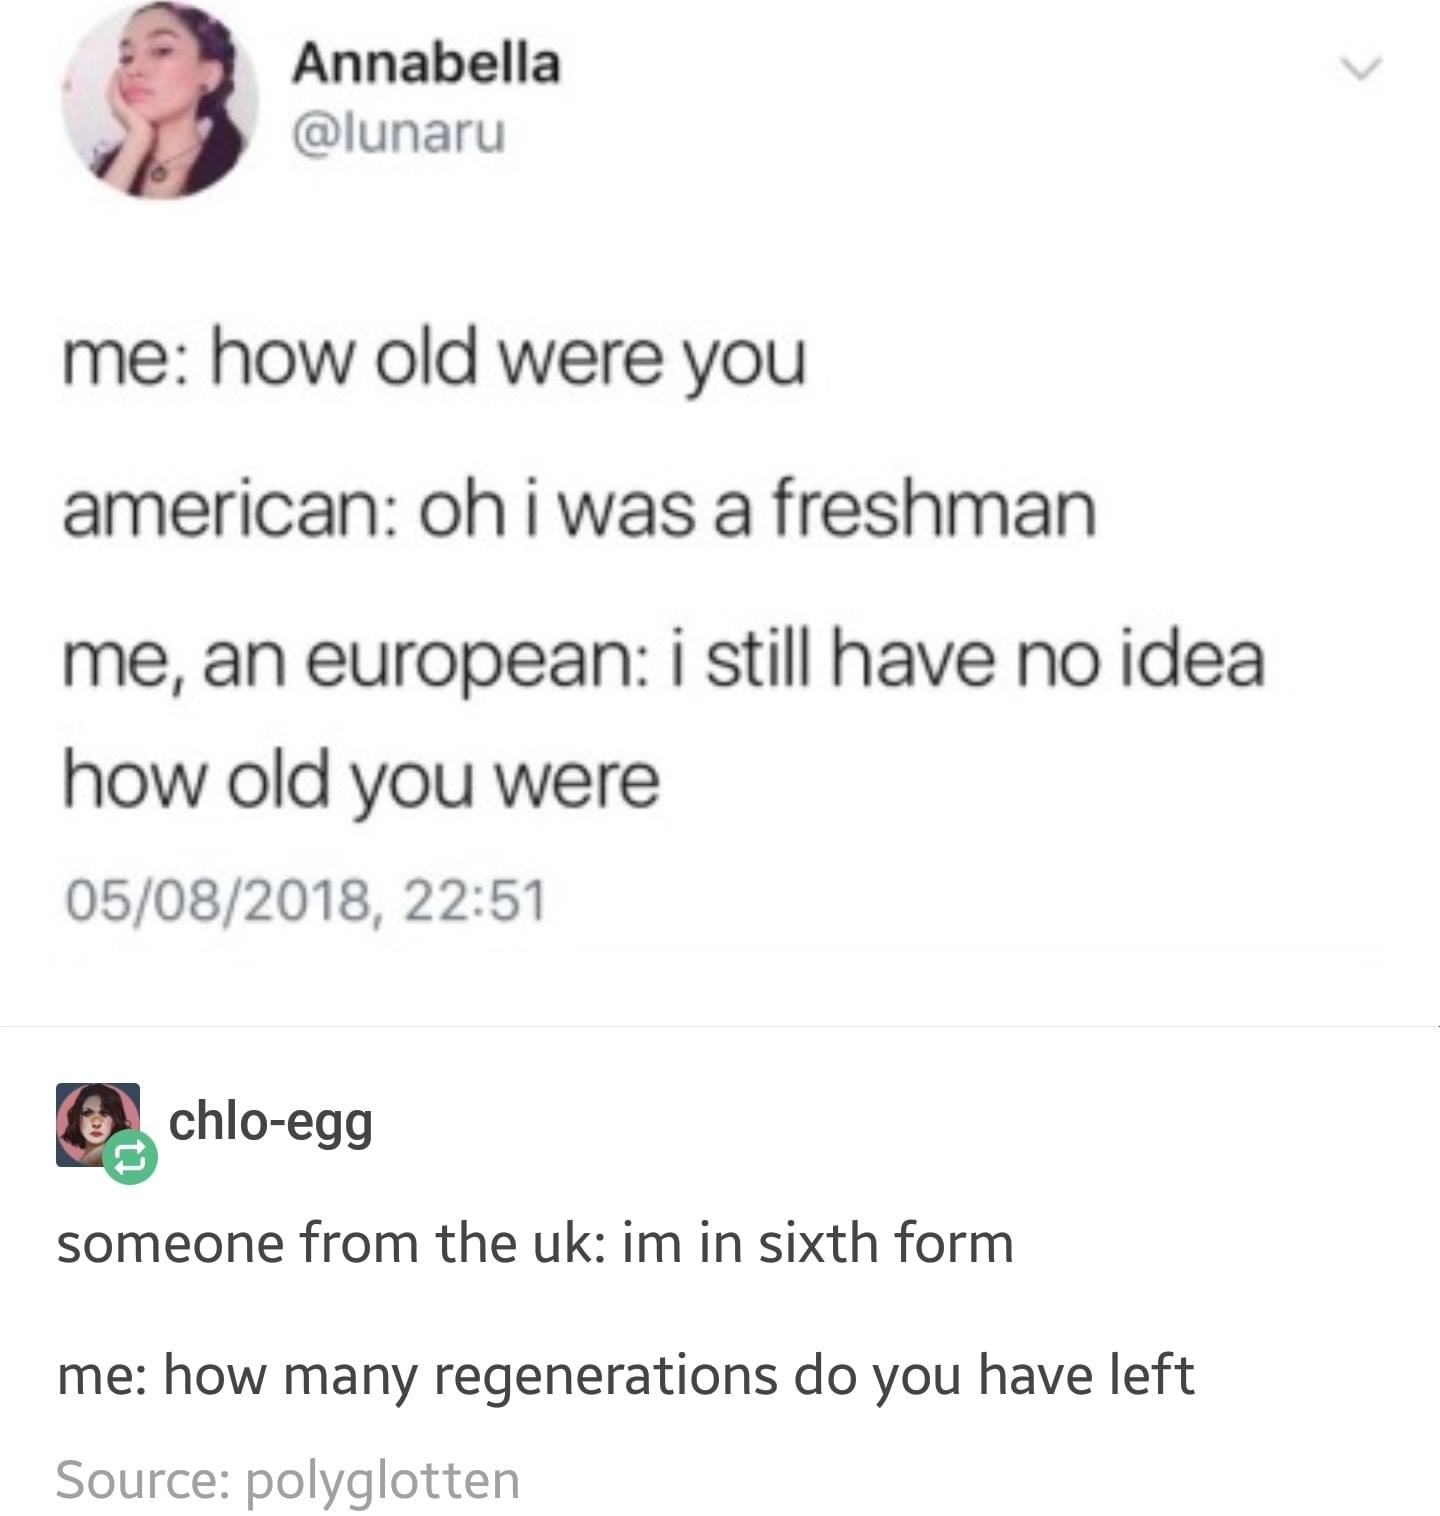 Annabella
@lunaru
me: how old were you
american: oh i was a freshman
me, an european: i still have no idea
how old you were
05/08/2018, 22:51
chlo-egg
someone from the uk: im in sixth form
me: how many regenerations do you have left
Source: polyglotten